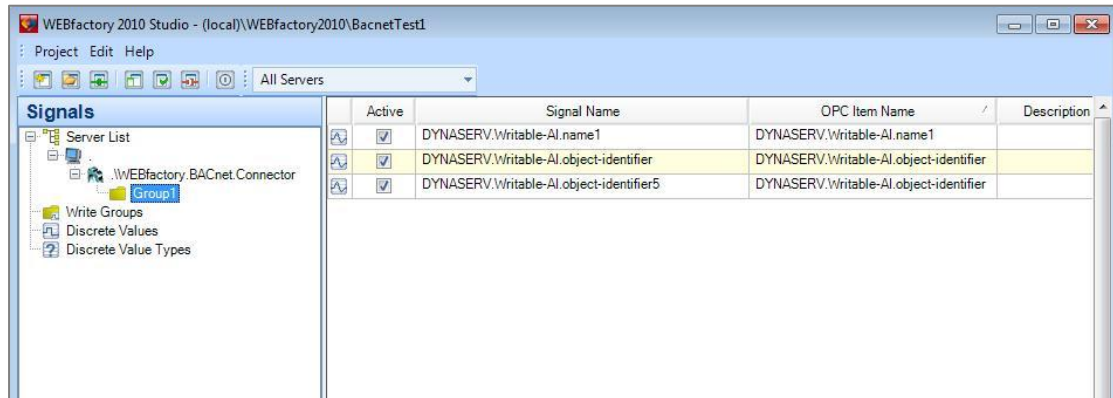 WEBfactory 2010 Studio - (local)\WEBfactory2010\BacnetTest1
Project Edit Help
All Servers
Signals
Active Signal Name OPC Item Name Description
Server List
.
.\WEBfactory.BACnet.Connector
Group1
Write Groups
Discrete Values
Discrete Value Types
DYNASERV.Writable-AI.name1 DYNASERV.Writable-AI.name1
DYNASERV.Writable-AI.object-identifier DYNASERV.Writable-AI.object-identifier
DYNASERV.Writable-AI.object-identifier5 DYNASERV.Writable-AI.object-identifier